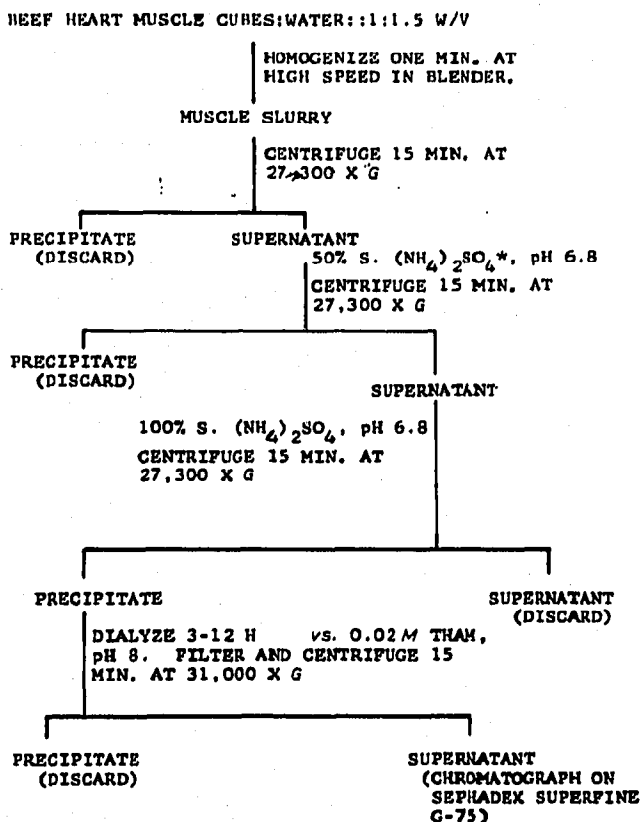 BEEF HEART MUSCLE CUBES:WATER::1:1.5 W/V
HOMOGENIZE ONE MIN. AT
HIGH SPEED IN BLENDER.
MUSCLE SLURRY
CENTRIFUGE 15 MIN. AT
27,300 X G
PRECIPITATE
(DISCARD)
SUPERNATANT
50% S. (NH4)2SO4*, pH 6.8
CENTRIFUGE 15 MIN. AT
27,300 X G
PRECIPITATE
(DISCARD)
SUPERNATANT
100% S. (NH4)2SO4, pH 6.8
CENTRIFUGE 15 MIN. AT
27,300 X G
PRECIPITATE
SUPERNATANT
(DISCARD)
DIALYZE 3-12 H vs. 0.02M THAM,
pH 8. FILTER AND CENTRIFUGE 15
MIN. AT 31,000 X G
PRECIPITATE
(DISCARD)
SUPERNATANT
(CHROMATOGRAPH ON
SEPHADEX SUPERFINE
G-75)